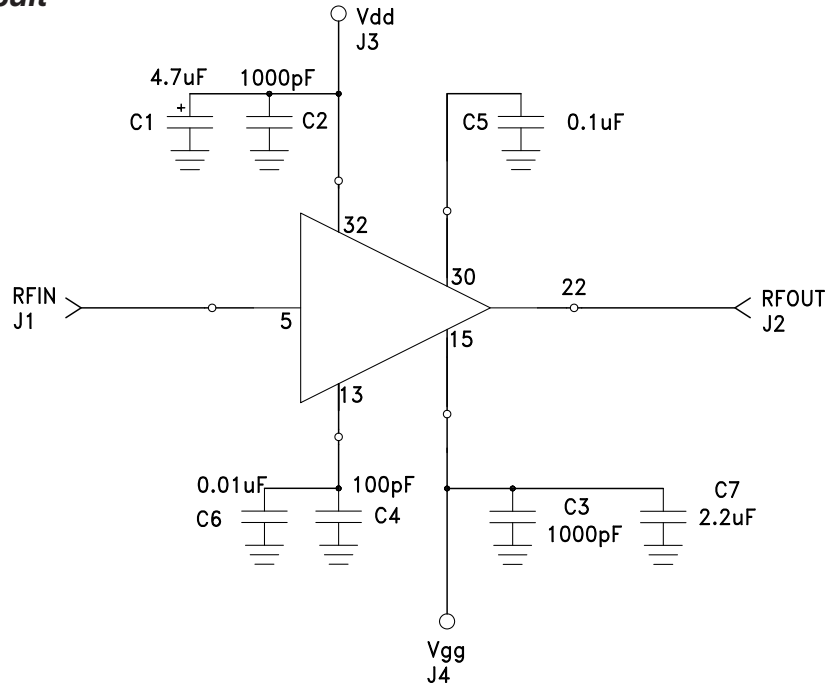 Vdd
J3
4.7uF 1000pF
+
C1 C2 C5 0.1uF
32
30
RFIN 22 RFOUT
J1 5 J2
15
13
0.01uF 100pF C7
C6 C4 C3 2.2uF
1000pF
Vgg
J4